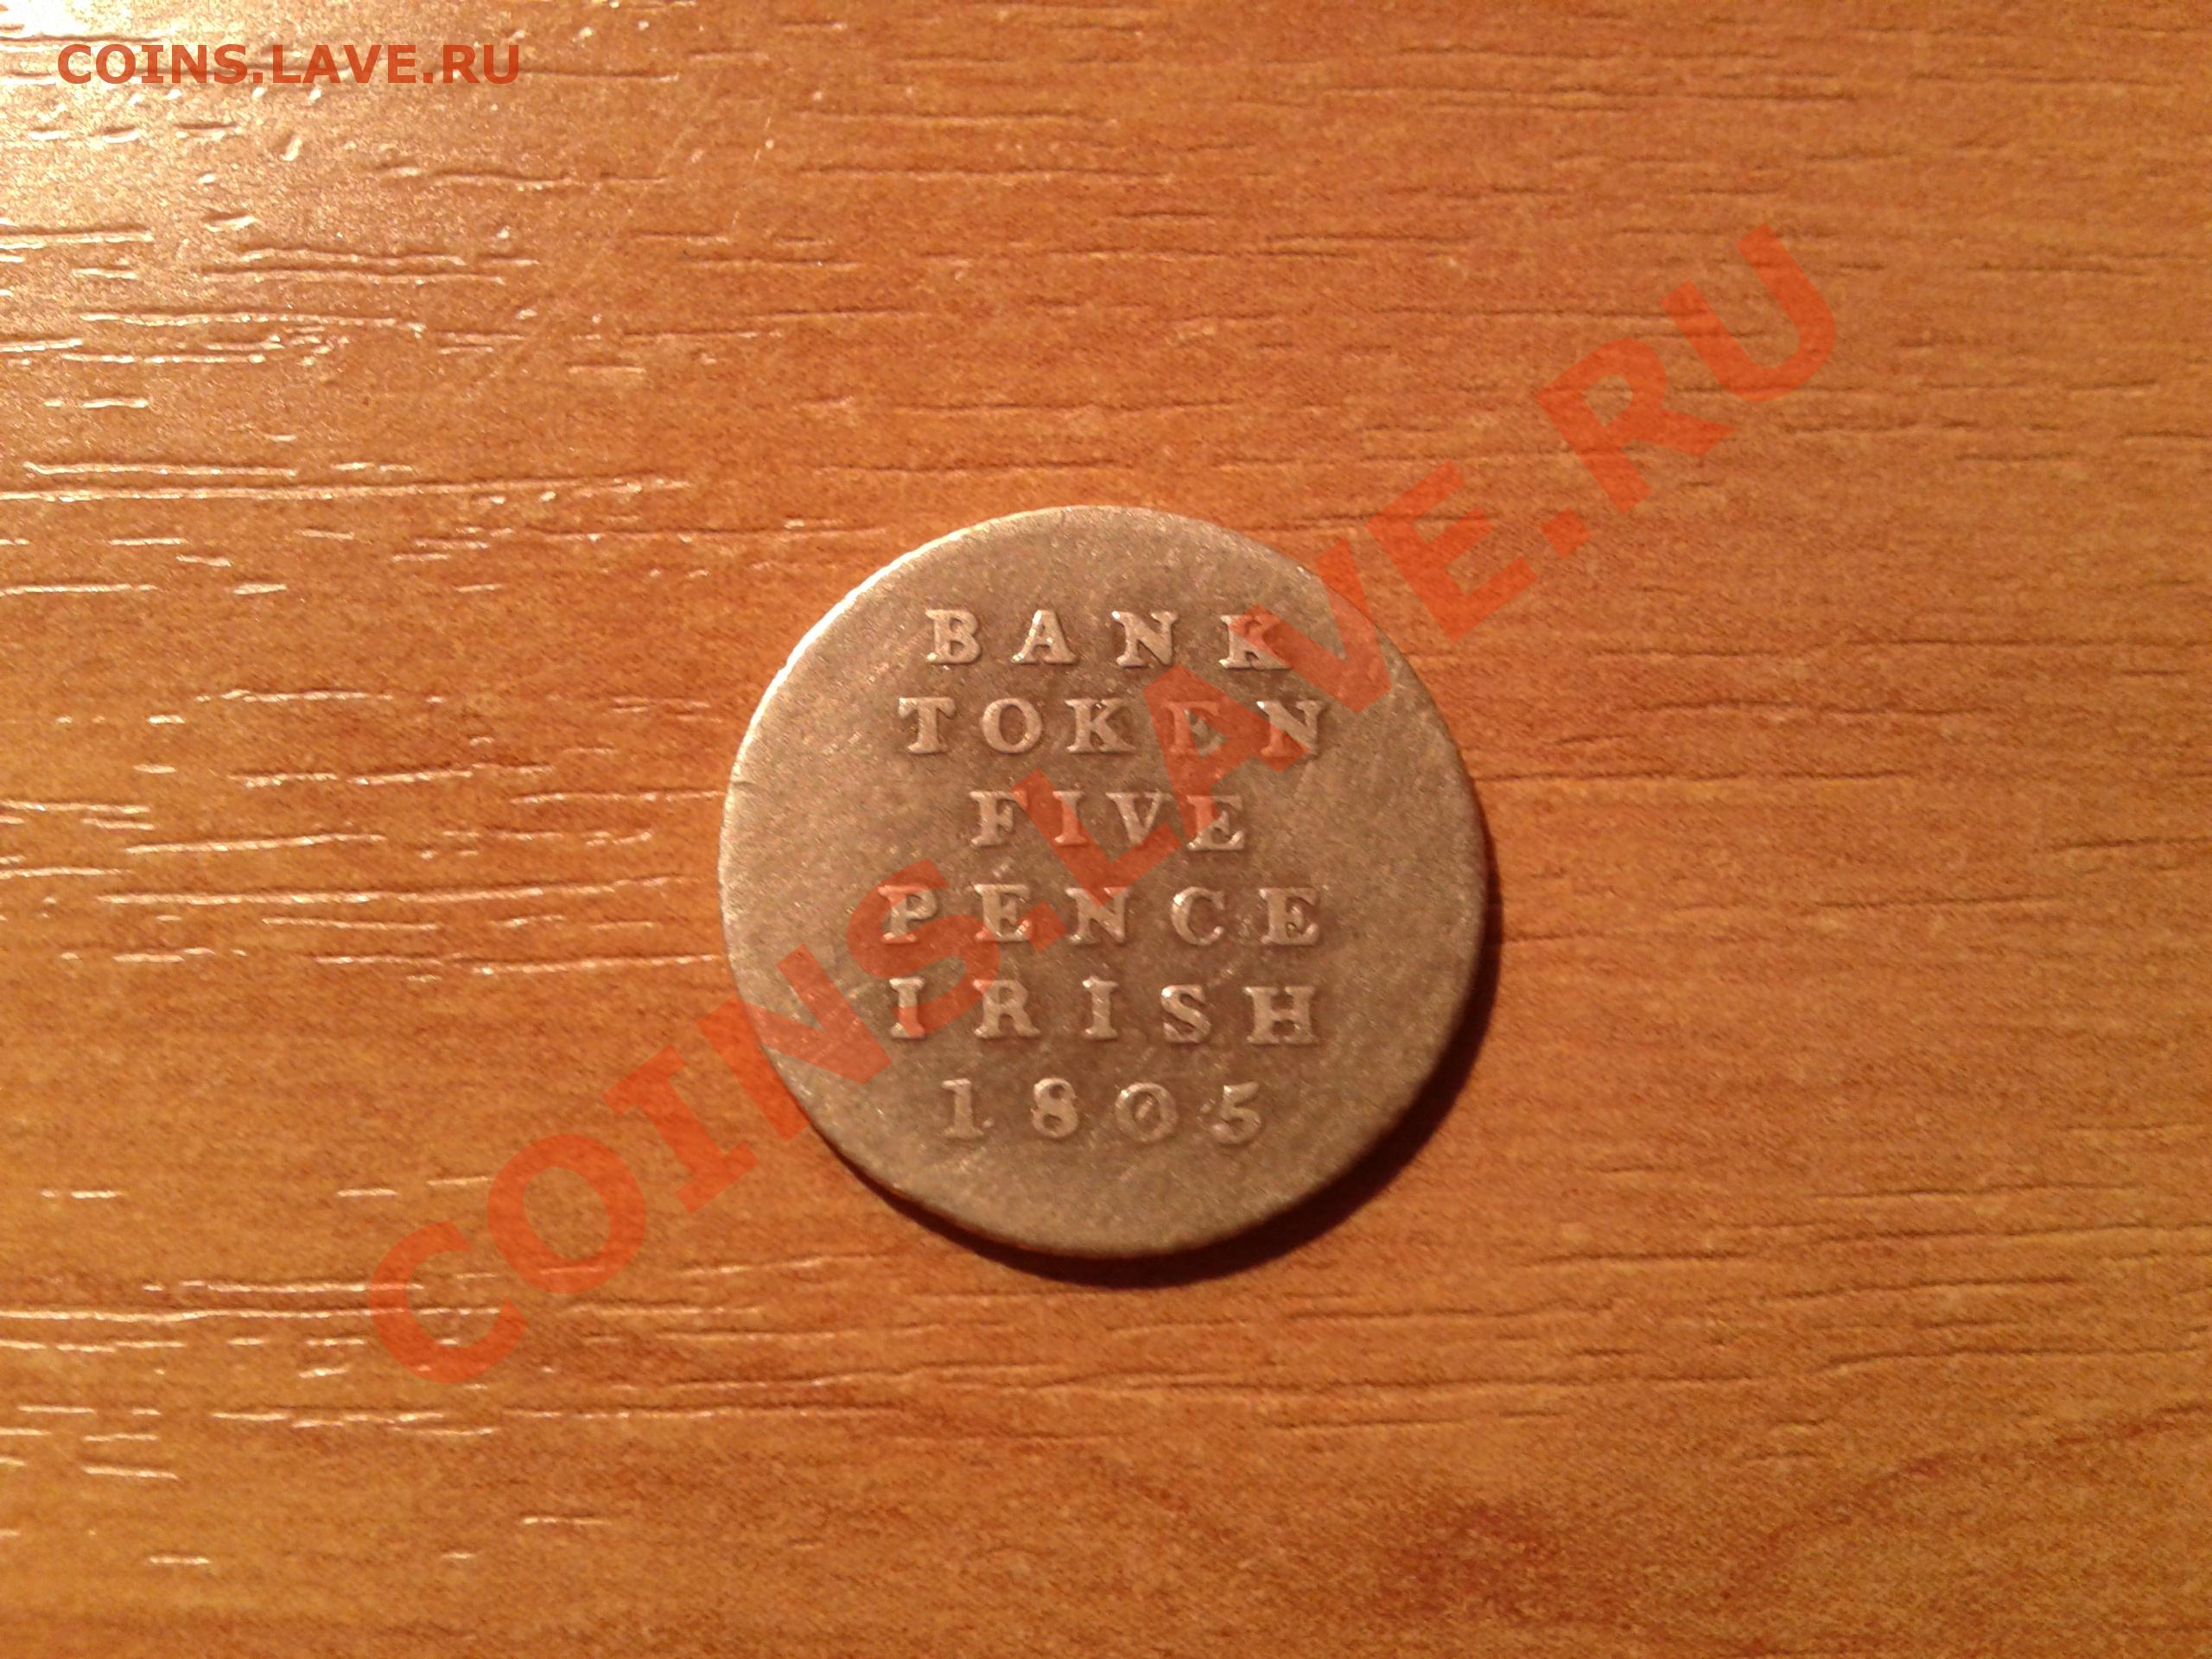 COINS.LAVE.RU
BANK
TOKEN
FIVE
PENCE
IRISH
1805
COINS.LAVE.RU